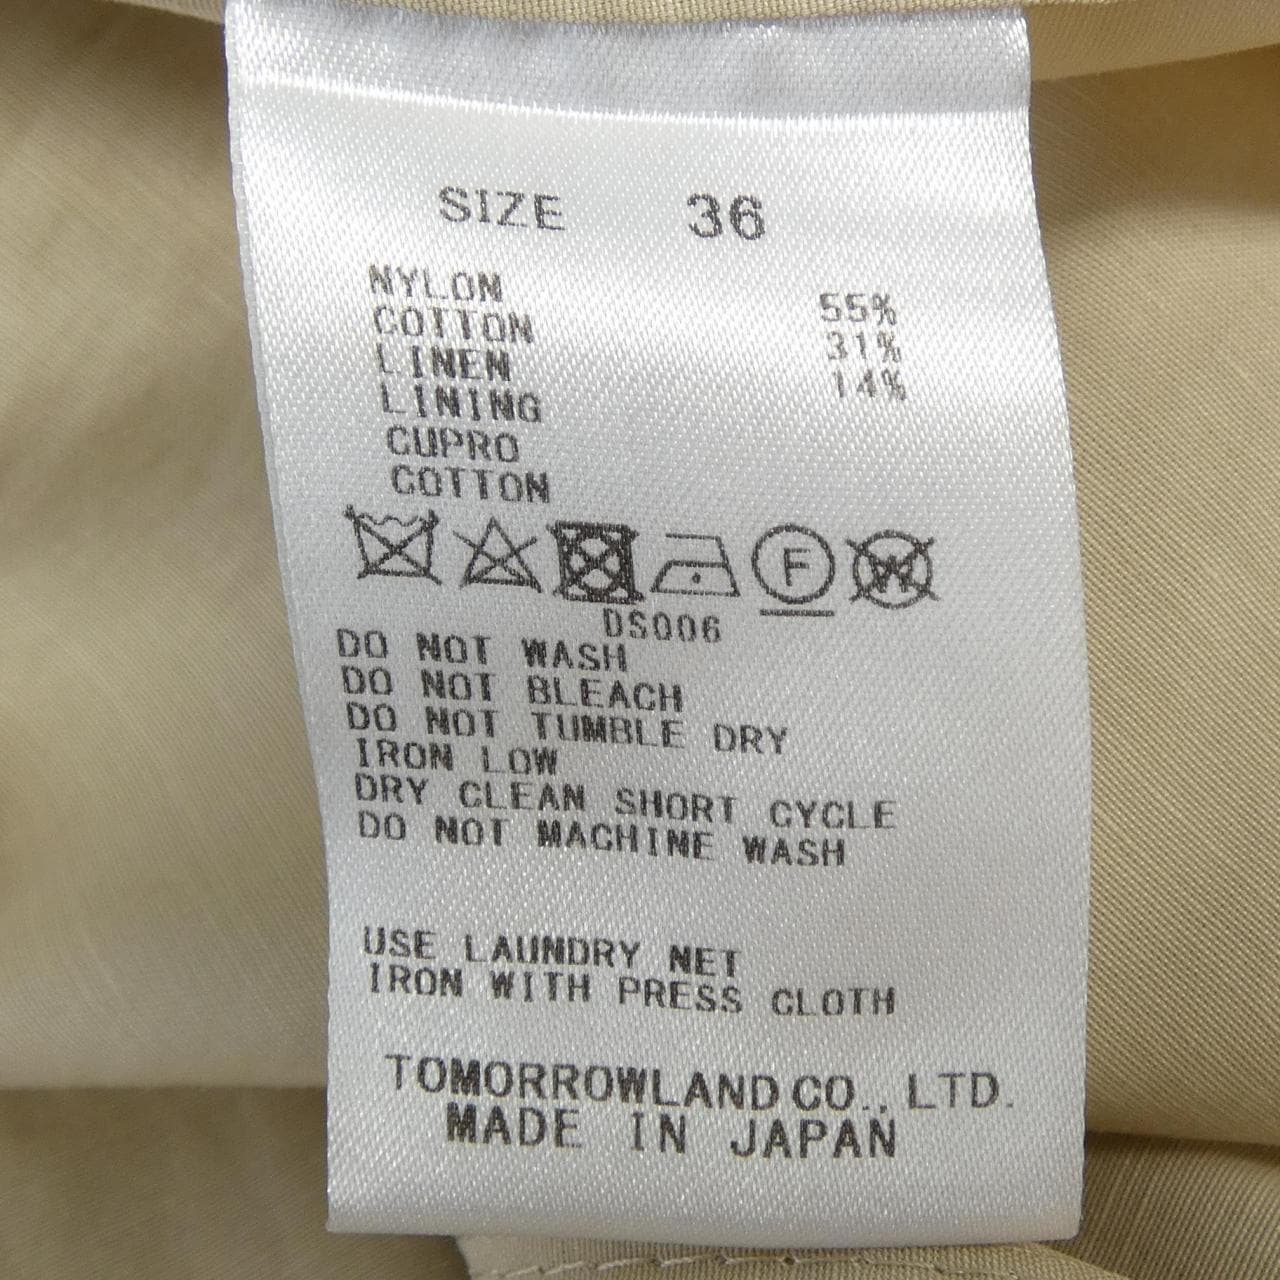 SIZE 36
NYLON 55%
COTTON 31%
LINEN 14%
LINING
CUPRO
COTTON
F W
DS006
DO NOT WASH
DO NOT BLEACH
DO NOT TUMBLE DRY
IRON LOW
DRY CLEAN SHORT CYCLE
DO NOT MACHINE WASH
USE LAUNDRY NET
IRON WITH PRESS CLOTH
TOMORROWLAND CO., LTD.
MADE IN JAPAN